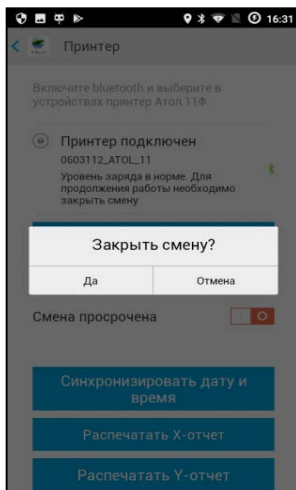 16:31
Принтер
Включите bluetooth и выберите в
устройствах принтер Атол 11Ф.
Принтер подключен
0603112_ATOL_11
Уровень заряда в норме. Для
продолжения работы необходимо
закрыть смену
Закрыть смену?
Да Отмена
Смена просрочена
Синхронизировать дату и
время
Распечатать X-отчет
Распечатать Y-отчет